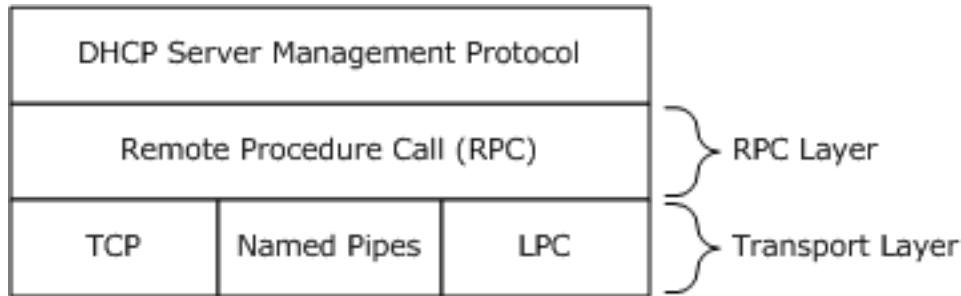 DHCP Server Management Protocol
Remote Procedure Call (RPC)
RPC Layer
TCP
Named Pipes
LPC
Transport Layer